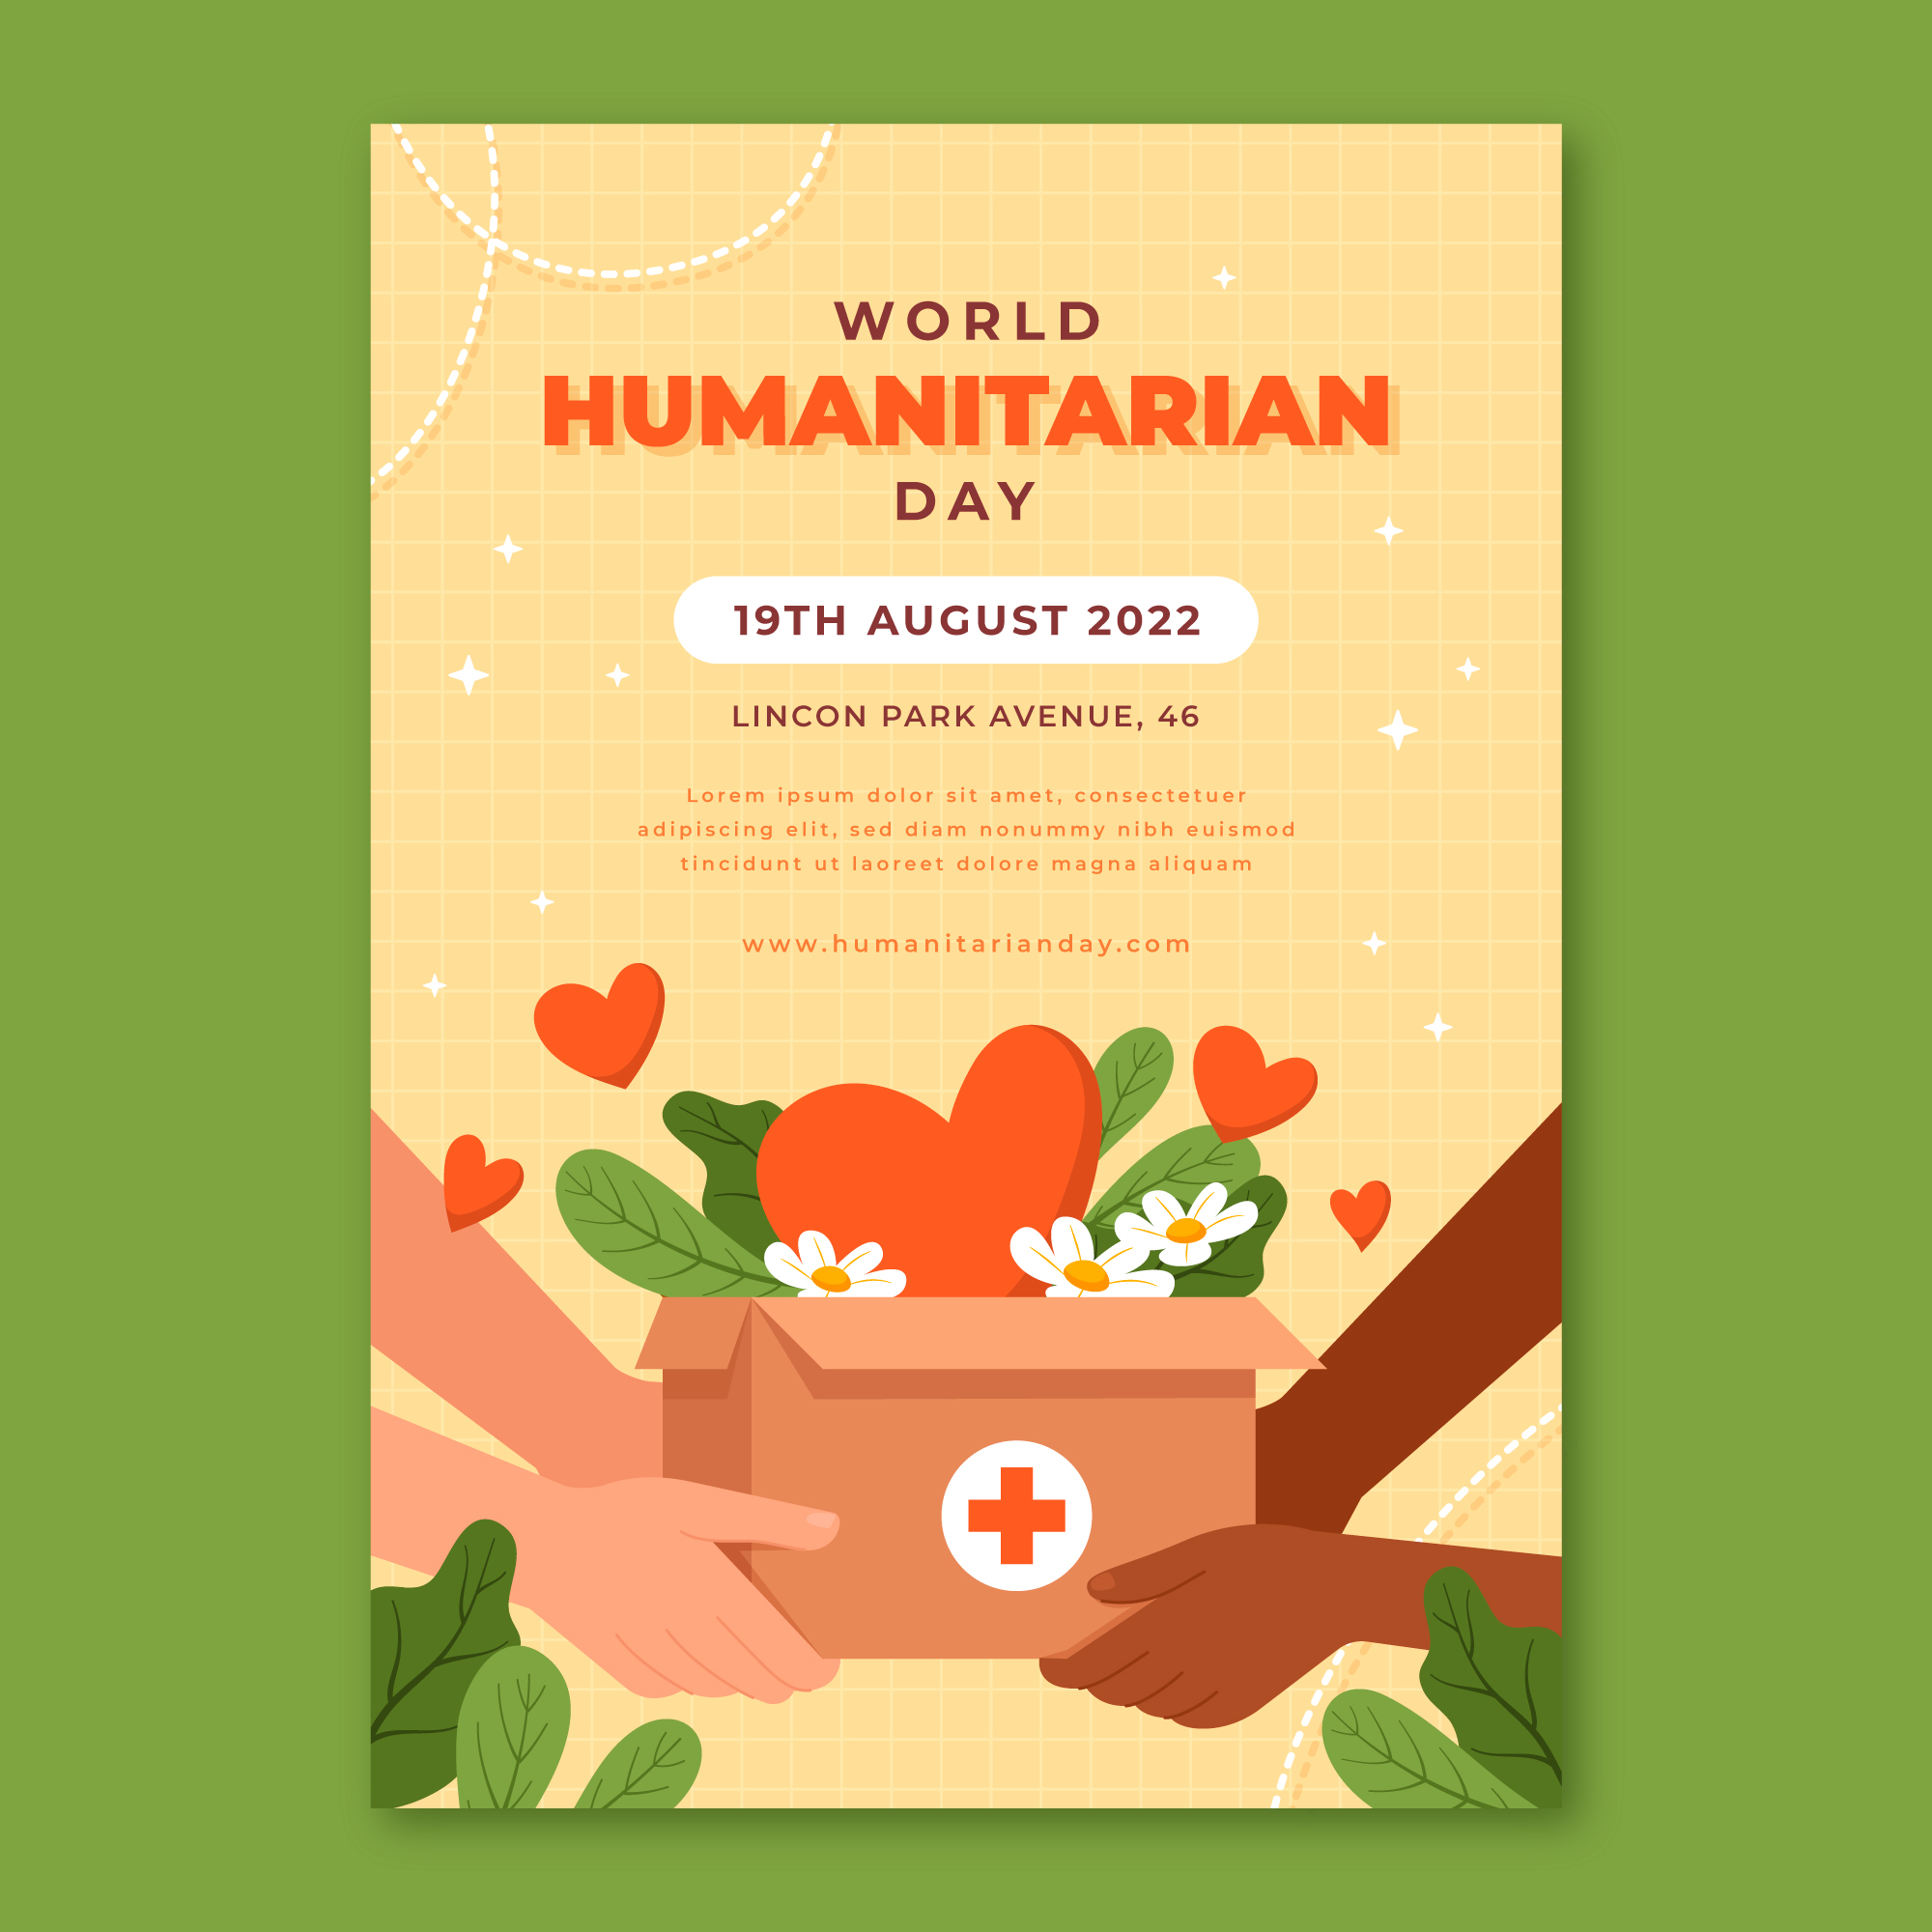 WORLD
HUMANITARIAN
DAY
19TH AUGUST 2022
LINCON PARK AVENUE, 46
Lorem ipsum dolor sit amet, consectetuer
adipiscing elit, sed diam nonummy nibh euismod
tincidunt ut laoreet dolore magna aliquam
www.humanitarianday.com